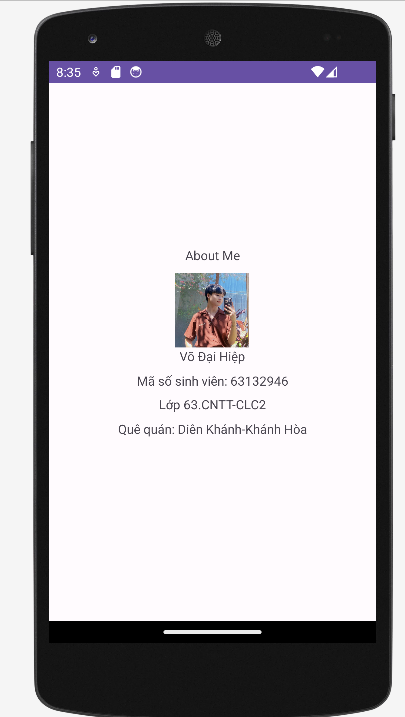 8:35
About Me
Võ Đại Hiệp
Mã số sinh viên: 63132946
Lớp 63.CNTT-CLC2
Quê quán: Diên Khánh-Khánh Hòa